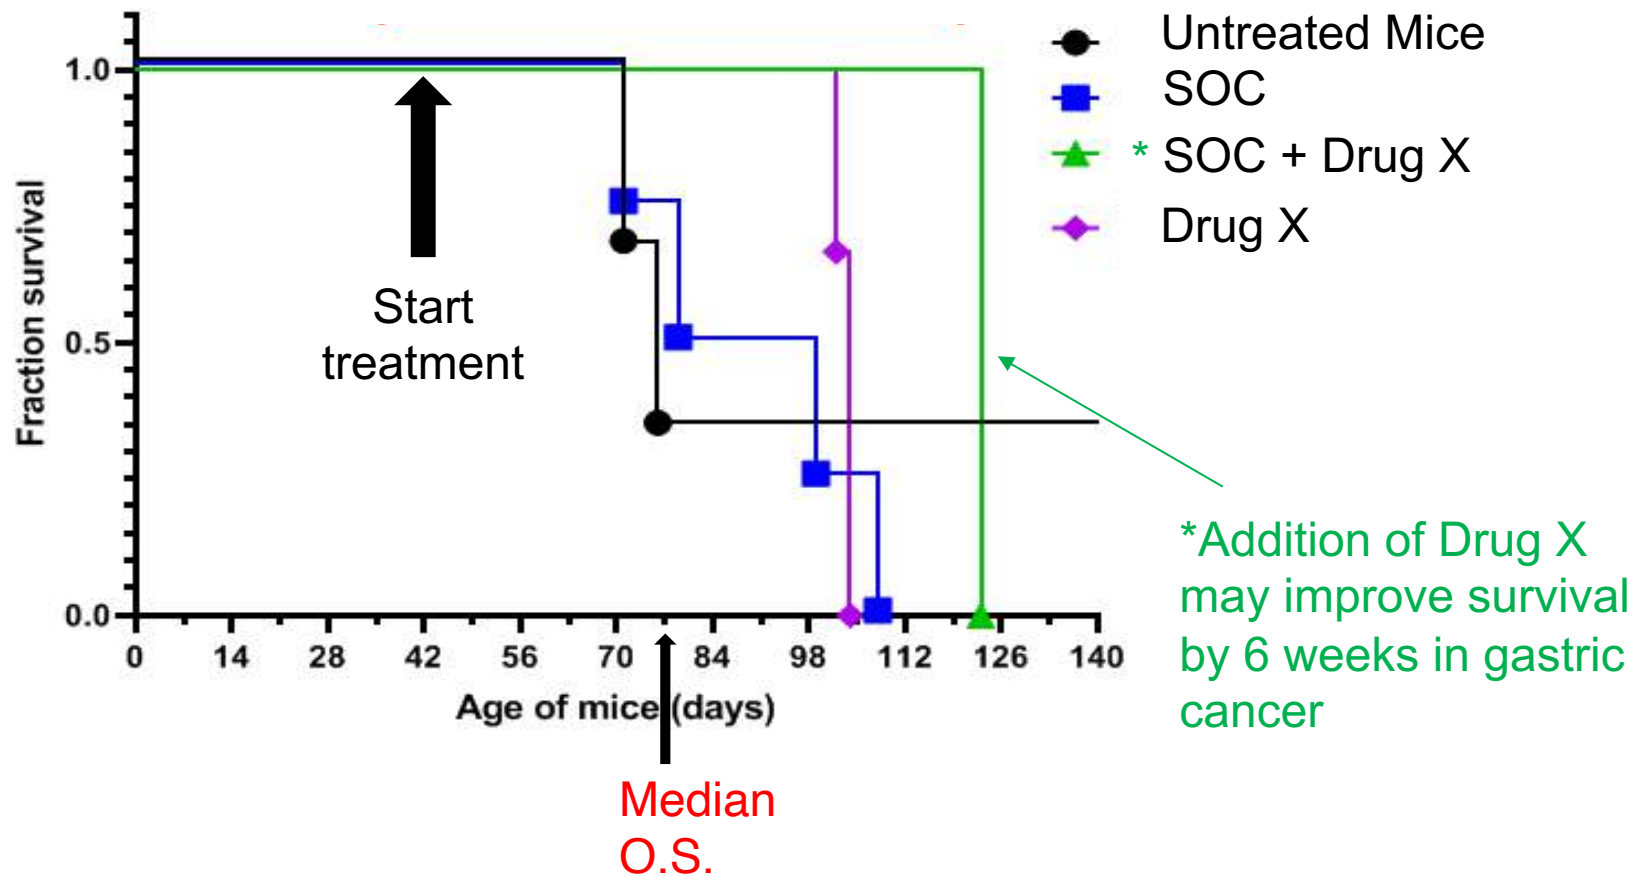 Untreated Mice
SOC
* SOC + Drug X
Drug X
Fraction survival
1.0
0.5
0.0
Start
treatment
0 14 28 42 56 70 84 98 112 126 140
Age of mice (days)
Median
O.S.
*Addition of Drug X
may improve survival
by 6 weeks in gastric
cancer